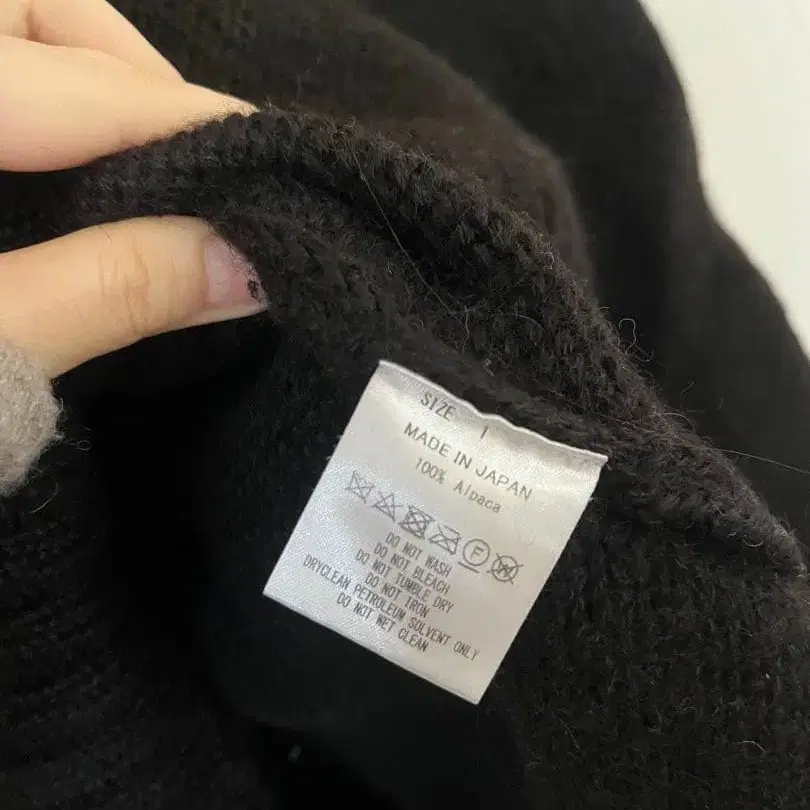 SIZE 1
MADE IN JAPAN
100% Alpaca
F W
DO NOT WASH
DO NOT BLEACH
DO NOT TUMBLE DRY
DO NOT IRON
DRYCLEAN PETROLEUM SOLVENT ONLY
DO NOT WET CLEAN